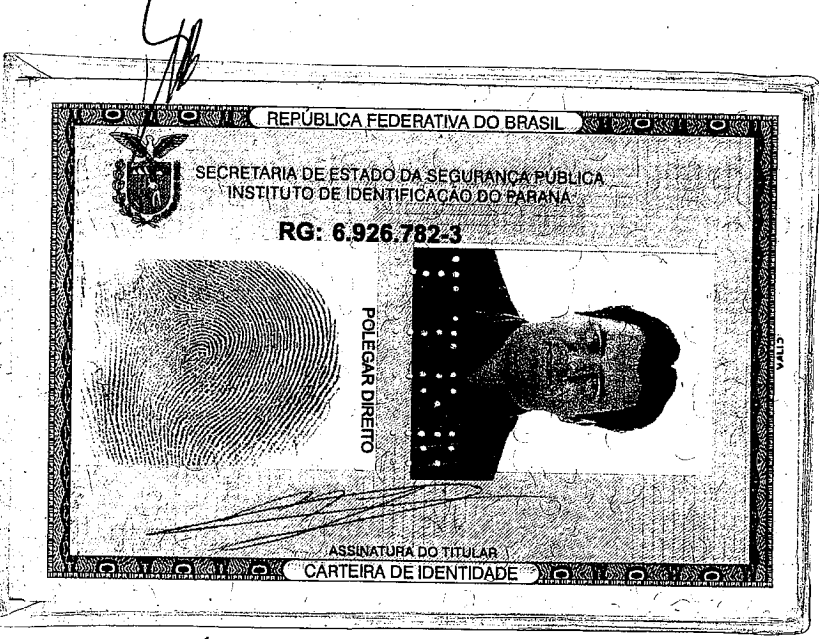 REPÚBLICA FEDERATIVA DO BRASIL
SECRETARIA DE ESTADO DA SEGURANÇA PÚBLICA
INSTITUTO DE IDENTIFICAÇÃO DO PARANÁ
RG: 6.926.782-3
POLEGAR DIREITO
ASSINATURA DO TITULAR
CARTEIRA DE IDENTIDADE